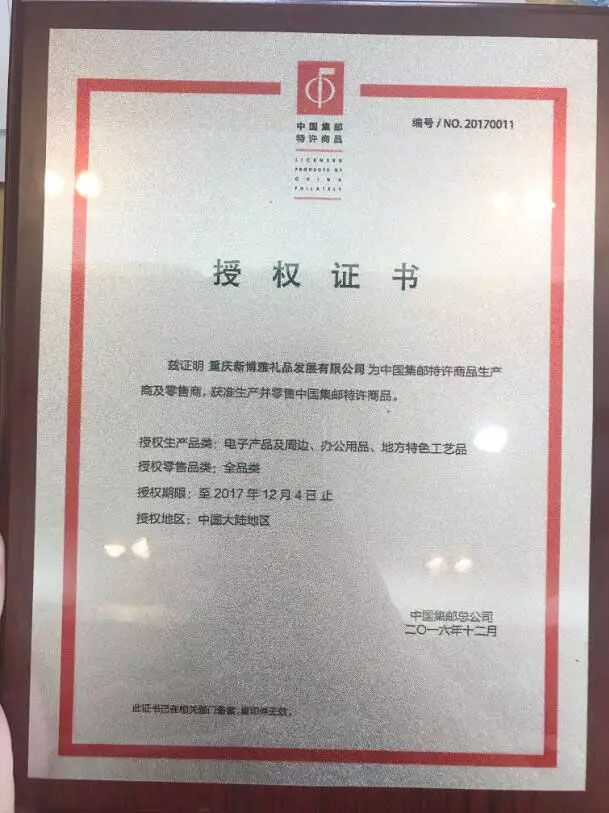 中国集邮
特许商品
LICENSED
PRODUCTS BY
CHINA
PHILATELY
编号/NO. 20170011
授权证书
兹证明 重庆新博雅礼品发展有限公司 为中国集邮特许商品生产
商及零售商，获准生产并零售中国集邮特许商品。
授权生产品类：电子产品及周边、办公用品、地方特色工艺品
授权零售品类：全品类
授权期限：至 2017 年 12 月 4 日 止
授权地区：中国大陆地区
中国集邮总公司
二〇一六年十二月
此证书已在相关部门备案，复印件无效。